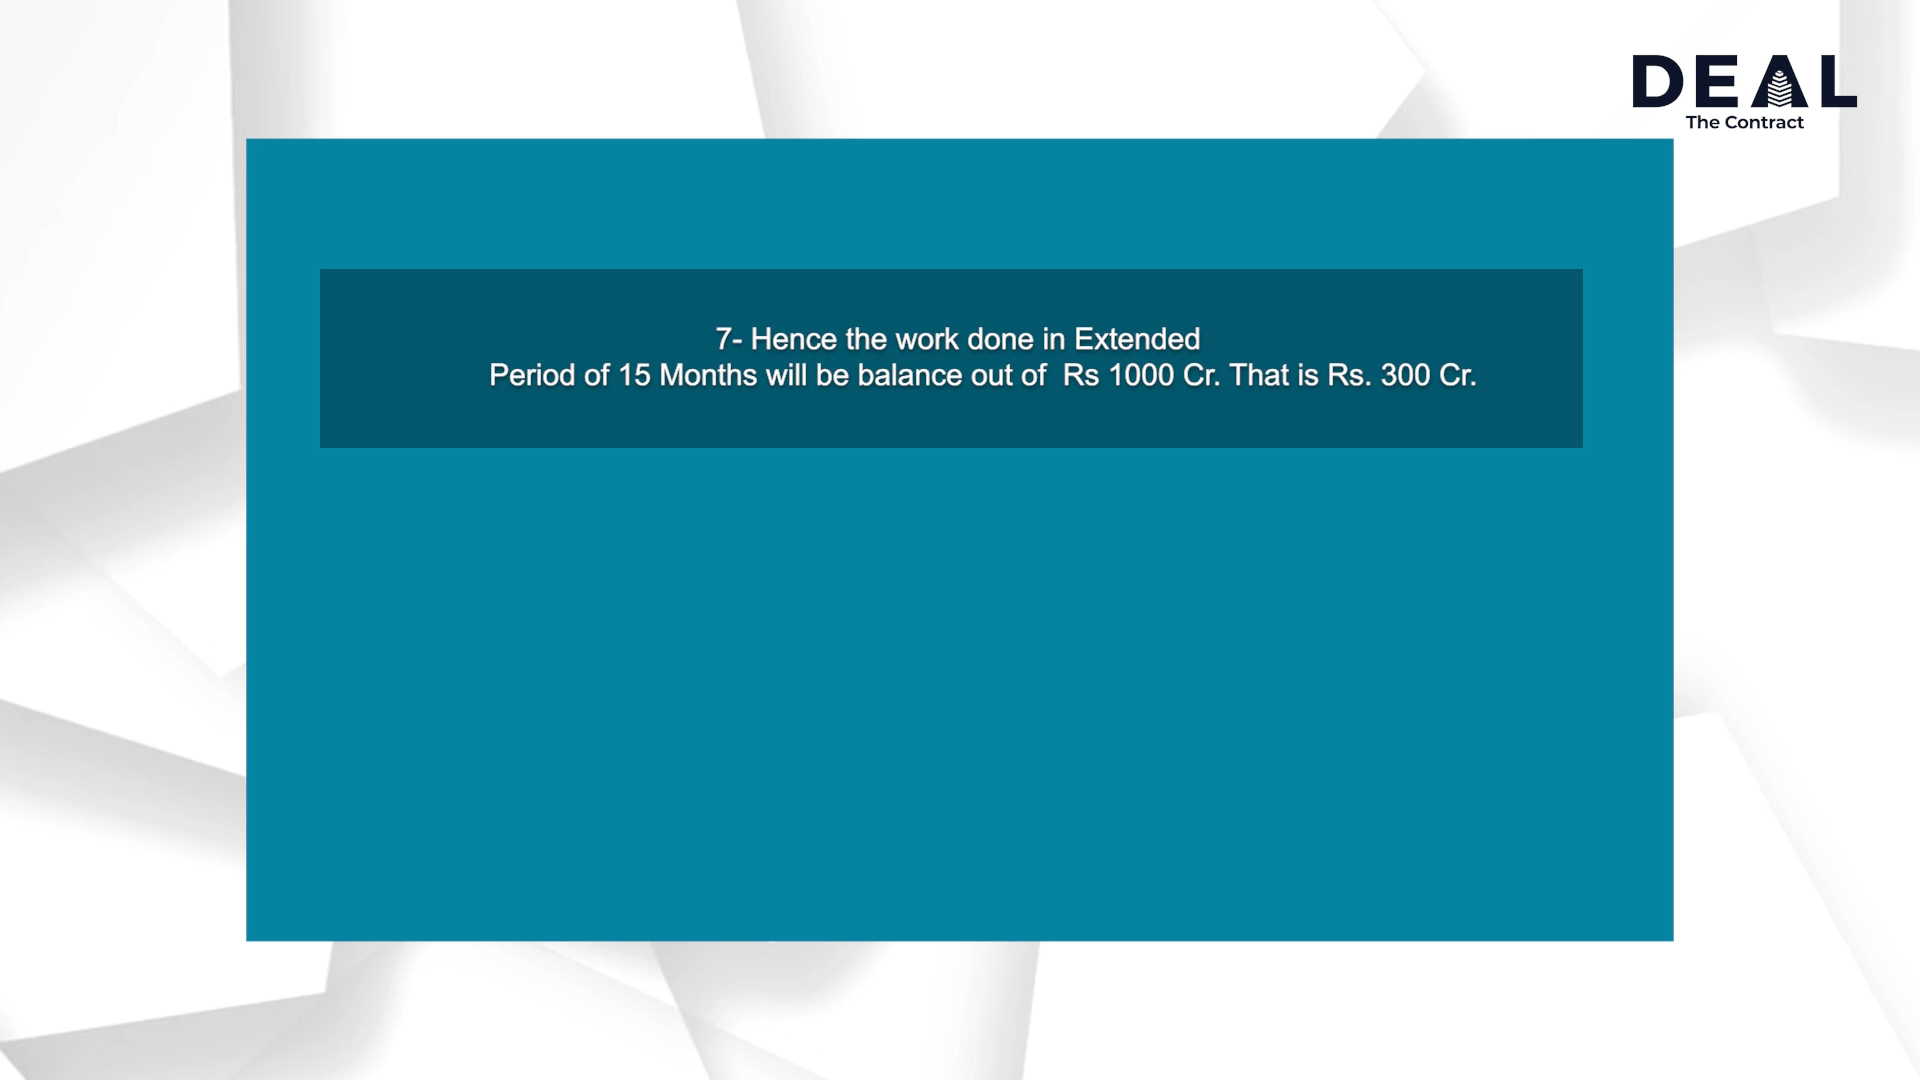 DEAL
The Contract
7- Hence the work done in Extended
Period of 15 Months will be balance out of  Rs 1000 Cr. That is Rs. 300 Cr.